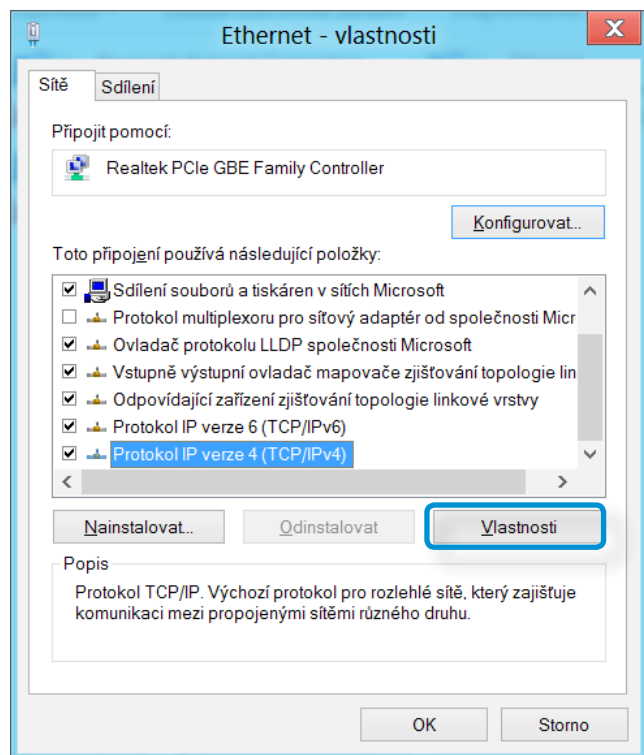 Ethernet - vlastnosti
Sítě
Sdílení
Připojit pomocí:
Realtek PCIe GBE Family Controller
Konfigurovat...
Toto připojení používá následující položky:
Sdílení souborů a tiskáren v sítích Microsoft
Protokol multiplexoru pro síťový adaptér od společnosti Micr
Ovladač protokolu LLDP společnosti Microsoft
Vstupně výstupní ovladač mapovače zjišťování topologie lin
Odpovídající zařízení zjišťování topologie linkové vrstvy
Protokol IP verze 6 (TCP/IPv6)
Protokol IP verze 4 (TCP/IPv4)
Nainstalovat...
Odinstalovat
Vlastnosti
Popis
Protokol TCP/IP. Výchozí protokol pro rozlehlé sítě, který zajišťuje
komunikaci mezi propojenými sítěmi různého druhu.
OK
Storno